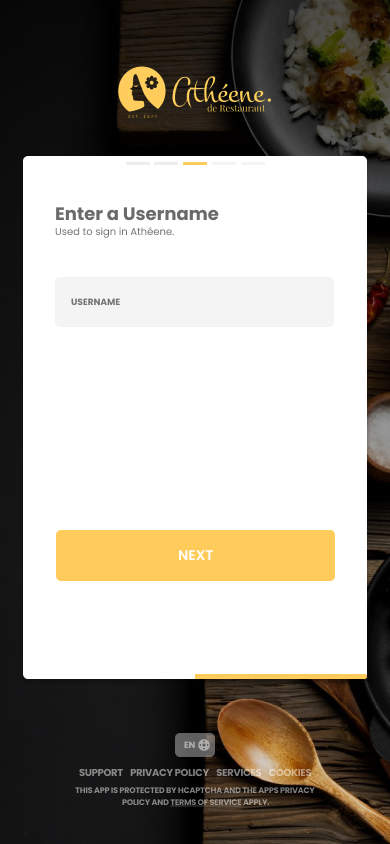 Athéene.
de Restaurant
EST. 1877
Enter a Username
Used to sign in Athéene.
USERNAME
NEXT
EN
SUPPORT PRIVACY POLICY SERVICES COOKIES
THIS APP IS PROTECTED BY HCAPTCHA AND THE APPS PRIVACY
POLICY AND TERMS OF SERVICE APPLY.